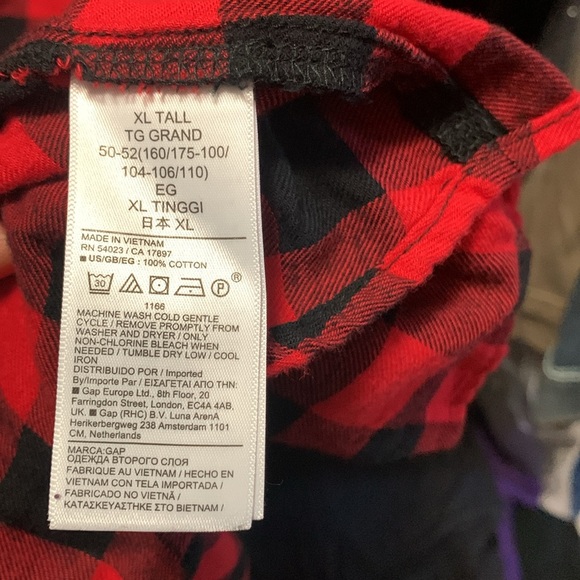 XL TALL
TG GRAND
50-52(160/175-100/
104-106/110)
EG
XL TINGGI
日本 XL
MADE IN VIETNAM
RN 54023 / CA 17897
■ US/GB/EG : 100% COTTON
30 P ®
1166
MACHINE WASH COLD GENTLE
CYCLE / REMOVE PROMPTLY FROM
WASHER AND DRYER / ONLY
NON-CHLORINE BLEACH WHEN
NEEDED / TUMBLE DRY LOW / COOL
IRON
DISTRIBUIDO POR / Imported
By/Importe Par / ΕΙΣΑΓΕΤΑΙ ΑΠΟ ΤΗΝ:
■ Gap Europe Ltd., 8th Floor, 20
Farringdon Street, London, EC4A 4AB,
UK. ■ Gap (RHC) B.V. Luna ArenA
Herikerbergweg 238 Amsterdam 1101
CM, Netherlands
MARCA:GAP
ОДЕЖДА ВТОРОГО СЛОЯ
FABRIQUE AU VIETNAM / HECHO EN
VIETNAM CON TELA IMPORTADA /
FABRICADO NO VIETNÃ /
ΚΑΤΑΣΚΕΥΑΣΤΗΚΕ ΣΤΟ ΒΙΕΤΝΑΜ /